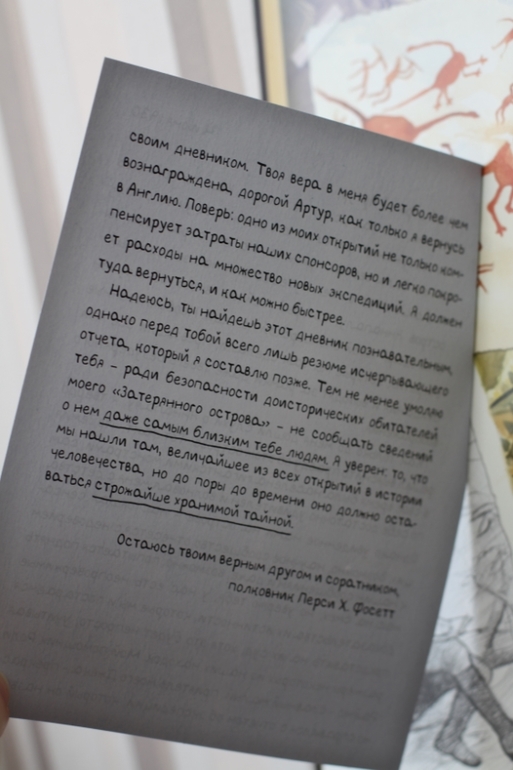 своим дневником. Твоя вера в меня будет более чем
вознаграждена, дорогой Артур, как только я вернусь
в Англию. Поверь: одно из моих открытий не только ком-
пенсирует затраты наших спонсоров, но и легко покро-
ет расходы на множество новых экспедиций. Я должен
туда вернуться, и как можно быстрее.
Надеюсь, ты найдешь этот дневник познавательным,
однако перед тобой всего лишь резюме исчерпывающего
отчета, который я составлю позже. Тем не менее умоляю
тебя – ради безопасности доисторических обитателей
моего «Затерянного острова» – не сообщать сведений
о нем даже самым близким тебе людям. Я уверен: то, что
мы нашли там, величайшее из всех открытий в истории
человечества, но до поры до времени оно должно оста-
ваться строжайше хранимой тайной.
Остаюсь твоим верным другом и соратником,
полковник Перси Х. Фосетт